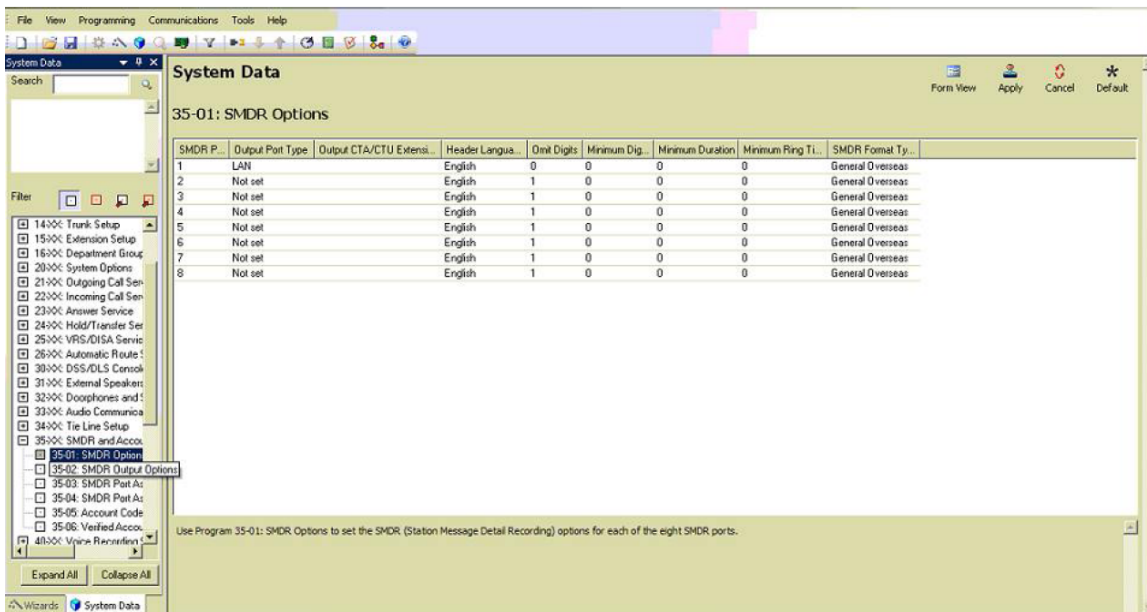 File View Programming Communications Tools Help
System Data
Search
Filter
14-XX: Trunk Setup
15-XX: Extension Setup
16-XX: Department Group
20-XX: System Options
21-XX: Outgoing Call Ser
22-XX: Incoming Call Ser
23-XX: Answer Service
24-XX: Hold/Transfer Ser
25-XX: VRS/DISA Servic
26-XX: Automatic Route S
30-XX: DSS/DLS Consol
31-XX: External Speakers
32-XX: Doorphones and S
33-XX: Audio Communica
34-XX: Tie Line Setup
35-XX: SMDR and Accou
35-01: SMDR Option
35-02: SMDR Output Options
35-03: SMDR Port As
35-04: SMDR Port As
35-05: Account Code
35-06: Verified Accou
40-XX: Voice Recording S
Expand All Collapse All
Wizards System Data
System Data
Form View Apply Cancel Default
35-01: SMDR Options
SMDR P... Output Port Type Output CTA/CTU Extensi... Header Langua... Omit Digits Minimum Dig... Minimum Duration Minimum Ring Ti... SMDR Format Ty...
1 LAN English 0 0 0 0 General Overseas
2 Not set English 1 0 0 0 General Overseas
3 Not set English 1 0 0 0 General Overseas
4 Not set English 1 0 0 0 General Overseas
5 Not set English 1 0 0 0 General Overseas
6 Not set English 1 0 0 0 General Overseas
7 Not set English 1 0 0 0 General Overseas
8 Not set English 1 0 0 0 General Overseas
Use Program 35-01: SMDR Options to set the SMDR (Station Message Detail Recording) options for each of the eight SMDR ports.